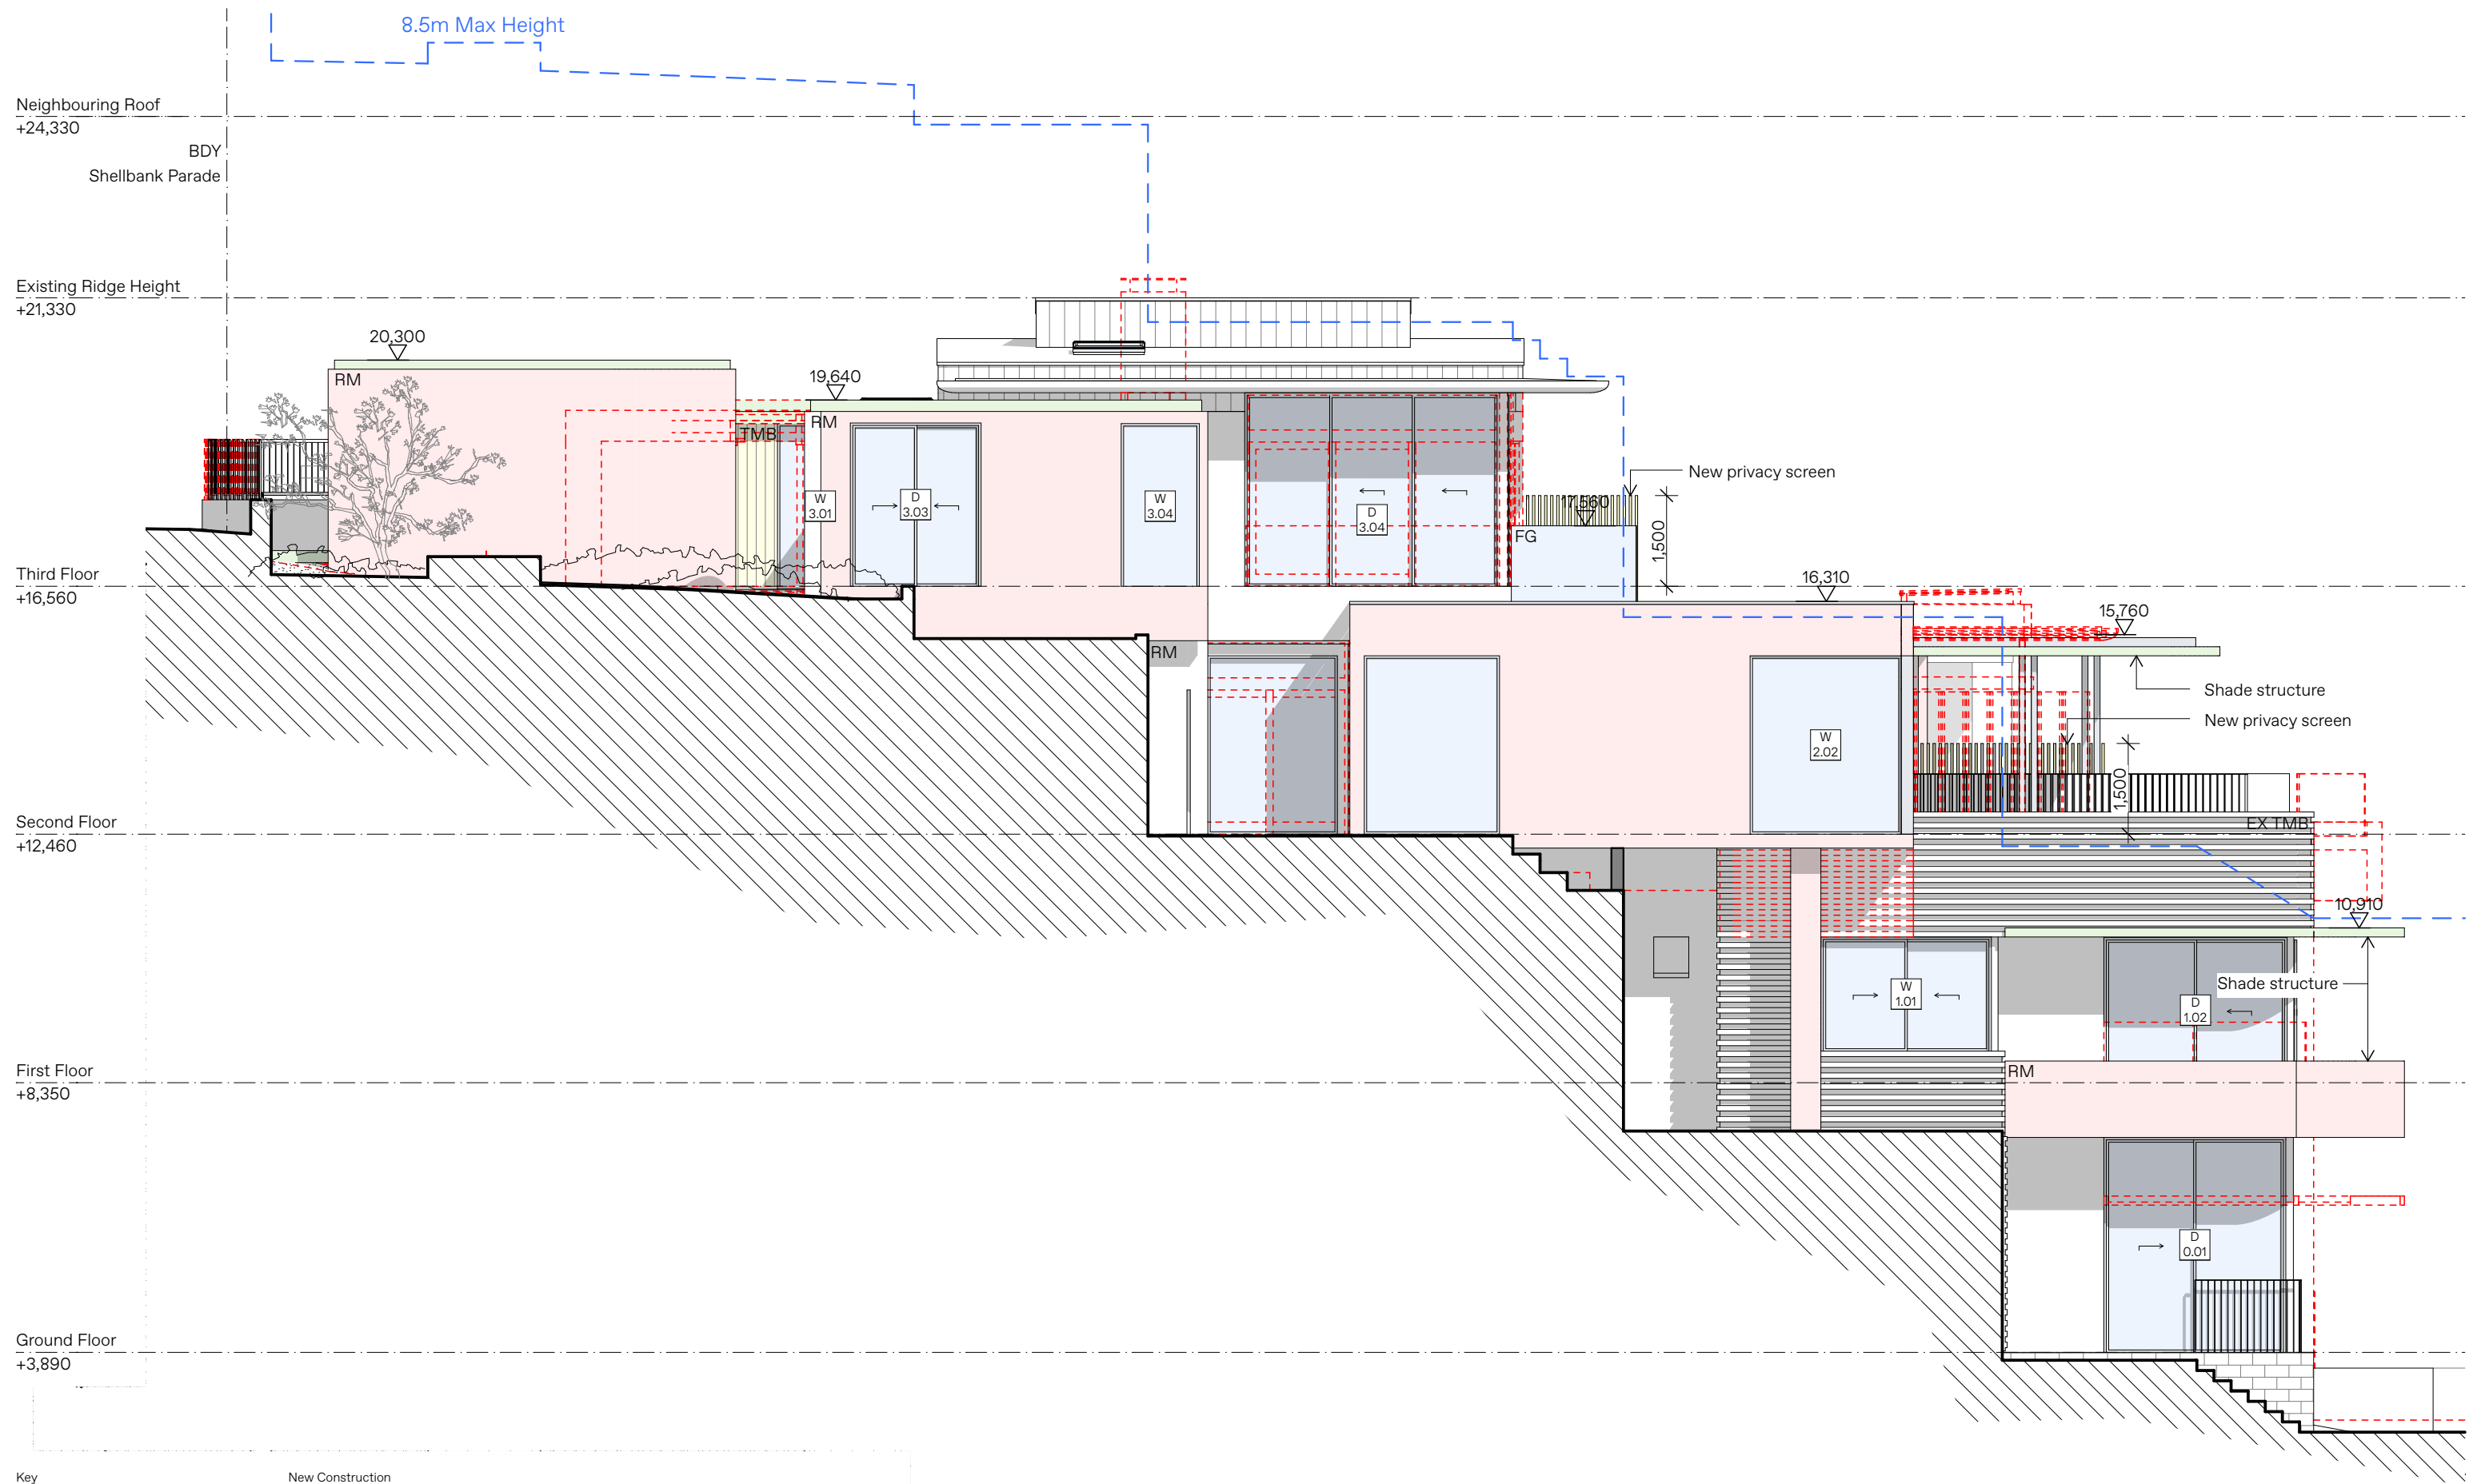 8.5m Max Height
Neighbouring Roof
+24,330
BDY
Shellbank Parade
Existing Ridge Height
+21,330
20,300
RM
19,640
RM
TMB
W
3.01
D
3.03
W
3.04
D
3.04
New privacy screen
17,560
FG
1,500
Third Floor
+16,560
16,310
15,760
RM
Shade structure
New privacy screen
W
2.02
1,500
Second Floor
+12,460
EX TMB
10,910
W
1.01
Shade structure
D
1.02
First Floor
+8,350
RM
D
0.01
Ground Floor
+3,890
Key
New Construction